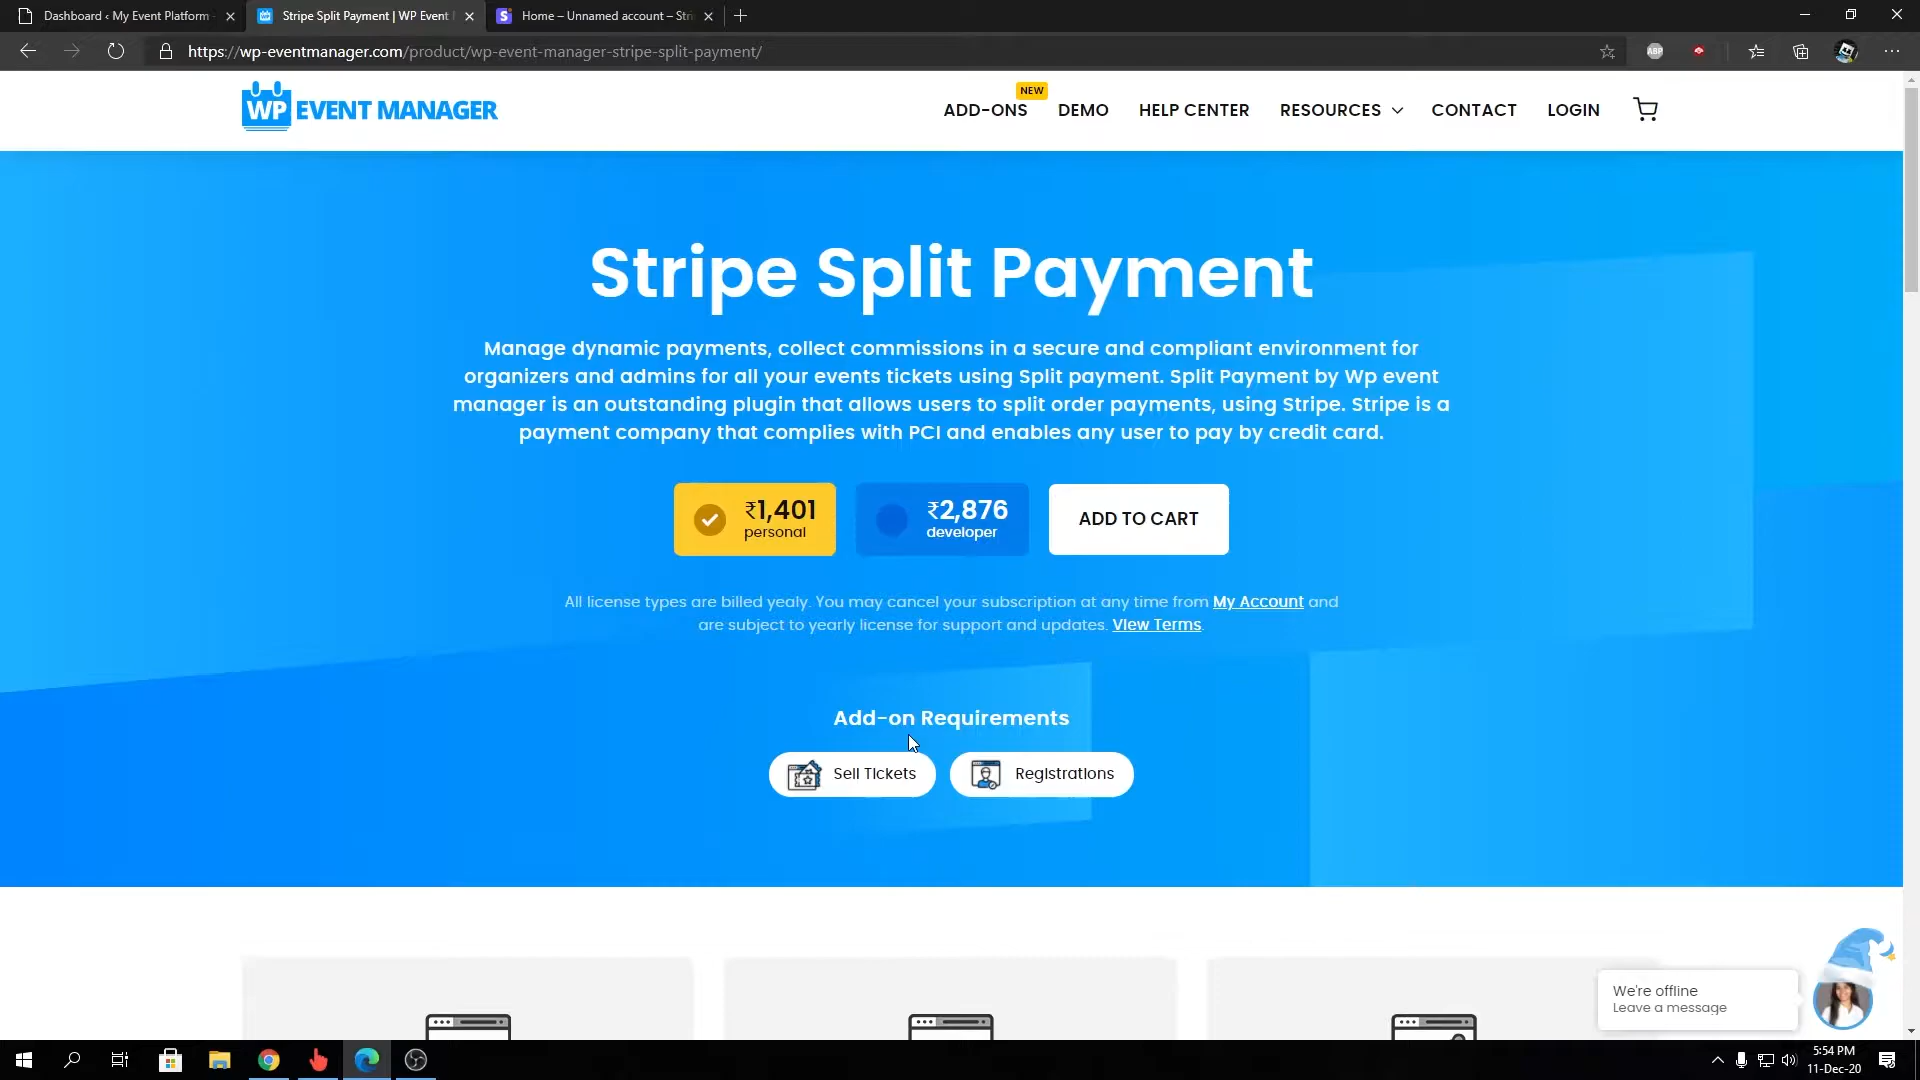 Dashboard ‹ My Event Platform
Stripe Split Payment | WP Event
Home – Unnamed account – Str
https://wp-eventmanager.com/product/wp-event-manager-stripe-split-payment/
ABP
WP EVENT MANAGER
NEW
ADD-ONS DEMO HELP CENTER RESOURCES CONTACT LOGIN
Stripe Split Payment
Manage dynamic payments, collect commissions in a secure and compliant environment for
organizers and admins for all your events tickets using Split payment. Split Payment by Wp event
manager is an outstanding plugin that allows users to split order payments, using Stripe. Stripe is a
payment company that complies with PCI and enables any user to pay by credit card.
₹1,401
personal
₹2,876
developer
ADD TO CART
All license types are billed yealy. You may cancel your subscription at any time from My Account and
are subject to yearly license for support and updates. View Terms.
Add-on Requirements
Sell Tickets
Registrations
We're offline
Leave a message
5:54 PM
11-Dec-20